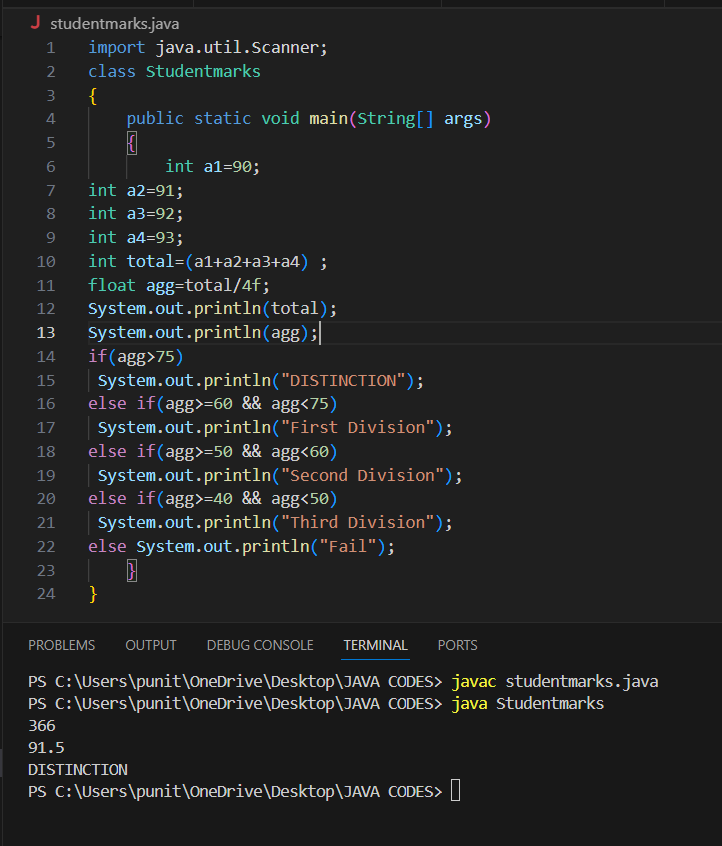 J studentmarks.java
1 import java.util.Scanner;
2 class Studentmarks
3 {
4 public static void main(String[] args)
5 {
6 int a1=90;
7 int a2=91;
8 int a3=92;
9 int a4=93;
10 int total=(a1+a2+a3+a4) ;
11 float agg=total/4f;
12 System.out.println(total);
13 System.out.println(agg);
14 if(agg>75)
15 System.out.println("DISTINCTION");
16 else if(agg>=60 && agg<75)
17 System.out.println("First Division");
18 else if(agg>=50 && agg<60)
19 System.out.println("Second Division");
20 else if(agg>=40 && agg<50)
21 System.out.println("Third Division");
22 else System.out.println("Fail");
23 }
24 }
PROBLEMS OUTPUT DEBUG CONSOLE TERMINAL PORTS
PS C:\Users\punit\OneDrive\Desktop\JAVA CODES> javac studentmarks.java
PS C:\Users\punit\OneDrive\Desktop\JAVA CODES> java Studentmarks
366
91.5
DISTINCTION
PS C:\Users\punit\OneDrive\Desktop\JAVA CODES>